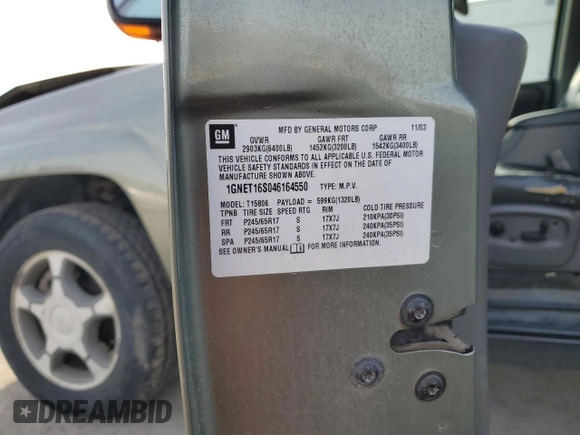 GM
MFD BY GENERAL MOTORS CORP 11/03
GVWR GAWR FRT GAWR RR
2903KG(6400LB) 1452KG(3200LB) 1542KG(3400LB)
THIS VEHICLE CONFORMS TO ALL APPLICABLE U.S. FEDERAL MOTOR
VEHICLE SAFETY STANDARDS IN EFFECT ON THE DATE OF
MANUFACTURE SHOWN ABOVE.
1GNET16S046164550 TYPE: M.P.V.
MODEL: T15806 PAYLOAD = 599KG(1320LB)
TPNB TIRE SIZE SPEED RTG RIM COLD TIRE PRESSURE
FRT P245/65R17 S 17X7J 210KPA(30PSI)
RR P245/65R17 S 17X7J 240KPA(35PSI)
SPA P245/65R17 S 17X7J 240KPA(35PSI)
SEE OWNER'S MANUAL FOR MORE INFORMATION.
DREAMBID